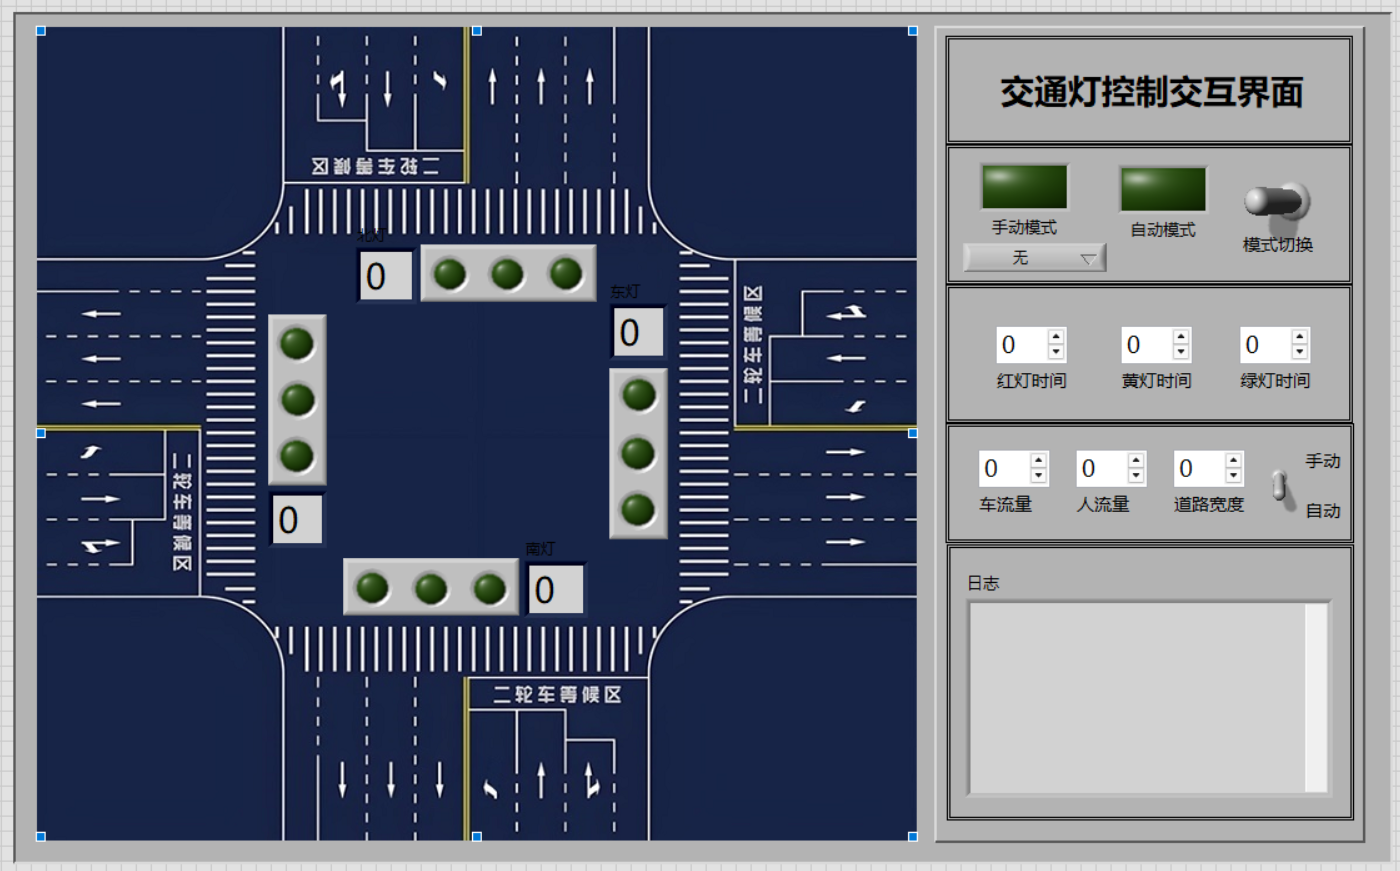 二轮车等候区
北灯
0
东灯
0
二轮车等候区
二轮车等候区
0
南灯
0
二轮车等候区
交通灯控制交互界面
手动模式
自动模式
模式切换
无
0
0
0
红灯时间
黄灯时间
绿灯时间
0
0
0
手动
车流量
人流量
道路宽度
自动
日志